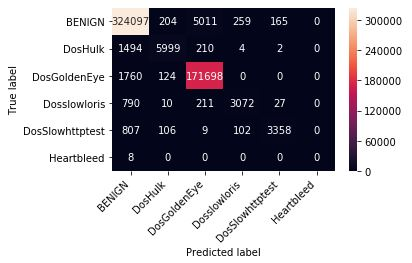 BENIGN 324097 204 5011 259 165 0
DosHulk 1494 5999 210 4 2 0
DosGoldenEye 1760 124 171698 0 0 0
Dosslowloris 790 10 211 3072 27 0
DosSlowhttptest 807 106 9 102 3358 0
Heartbleed 8 0 0 0 0 0
True label
BENIGN
DosHulk
DosGoldenEye
Dosslowloris
DosSlowhttptest
Heartbleed
Predicted label
300000
240000
180000
120000
60000
0